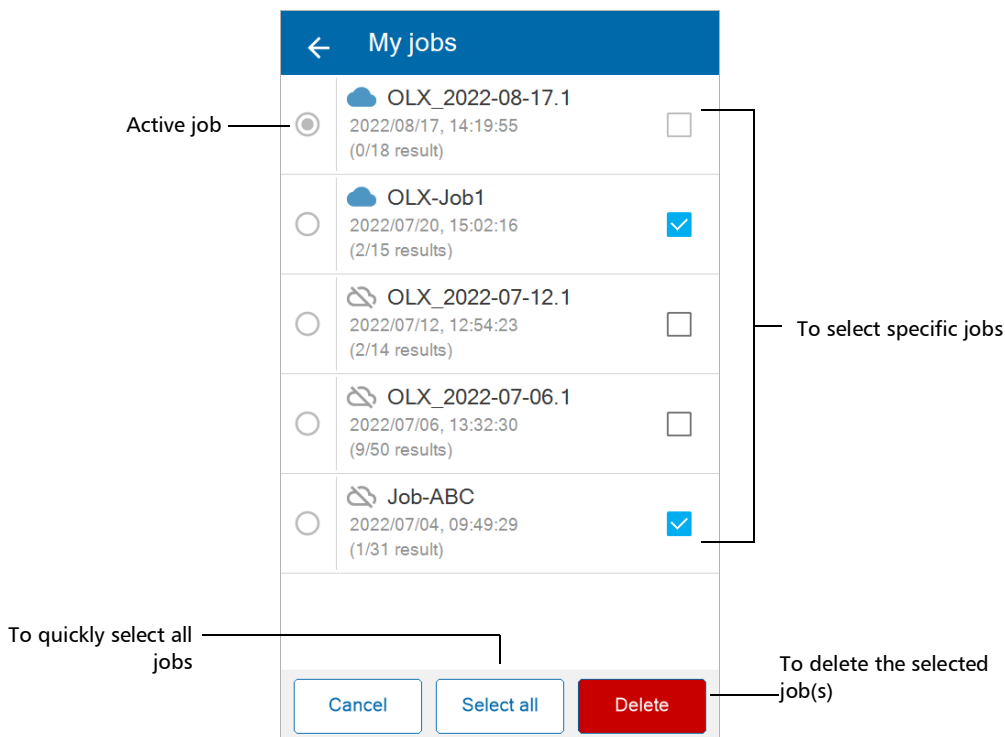 My jobs
OLX_2022-08-17.1
Active job
2022/08/17, 14:19:55
(0/18 result)
OLX-Job1
2022/07/20, 15:02:16
(2/15 results)
OLX_2022-07-12.1
2022/07/12, 12:54:23
To select specific jobs
(2/14 results)
OLX_2022-07-06.1
2022/07/06, 13:32:30
(9/50 results)
Job-ABC
2022/07/04, 09:49:29
(1/31 result)
To quickly select all
jobs
To delete the selected
job(s)
Cancel
Select all
Delete